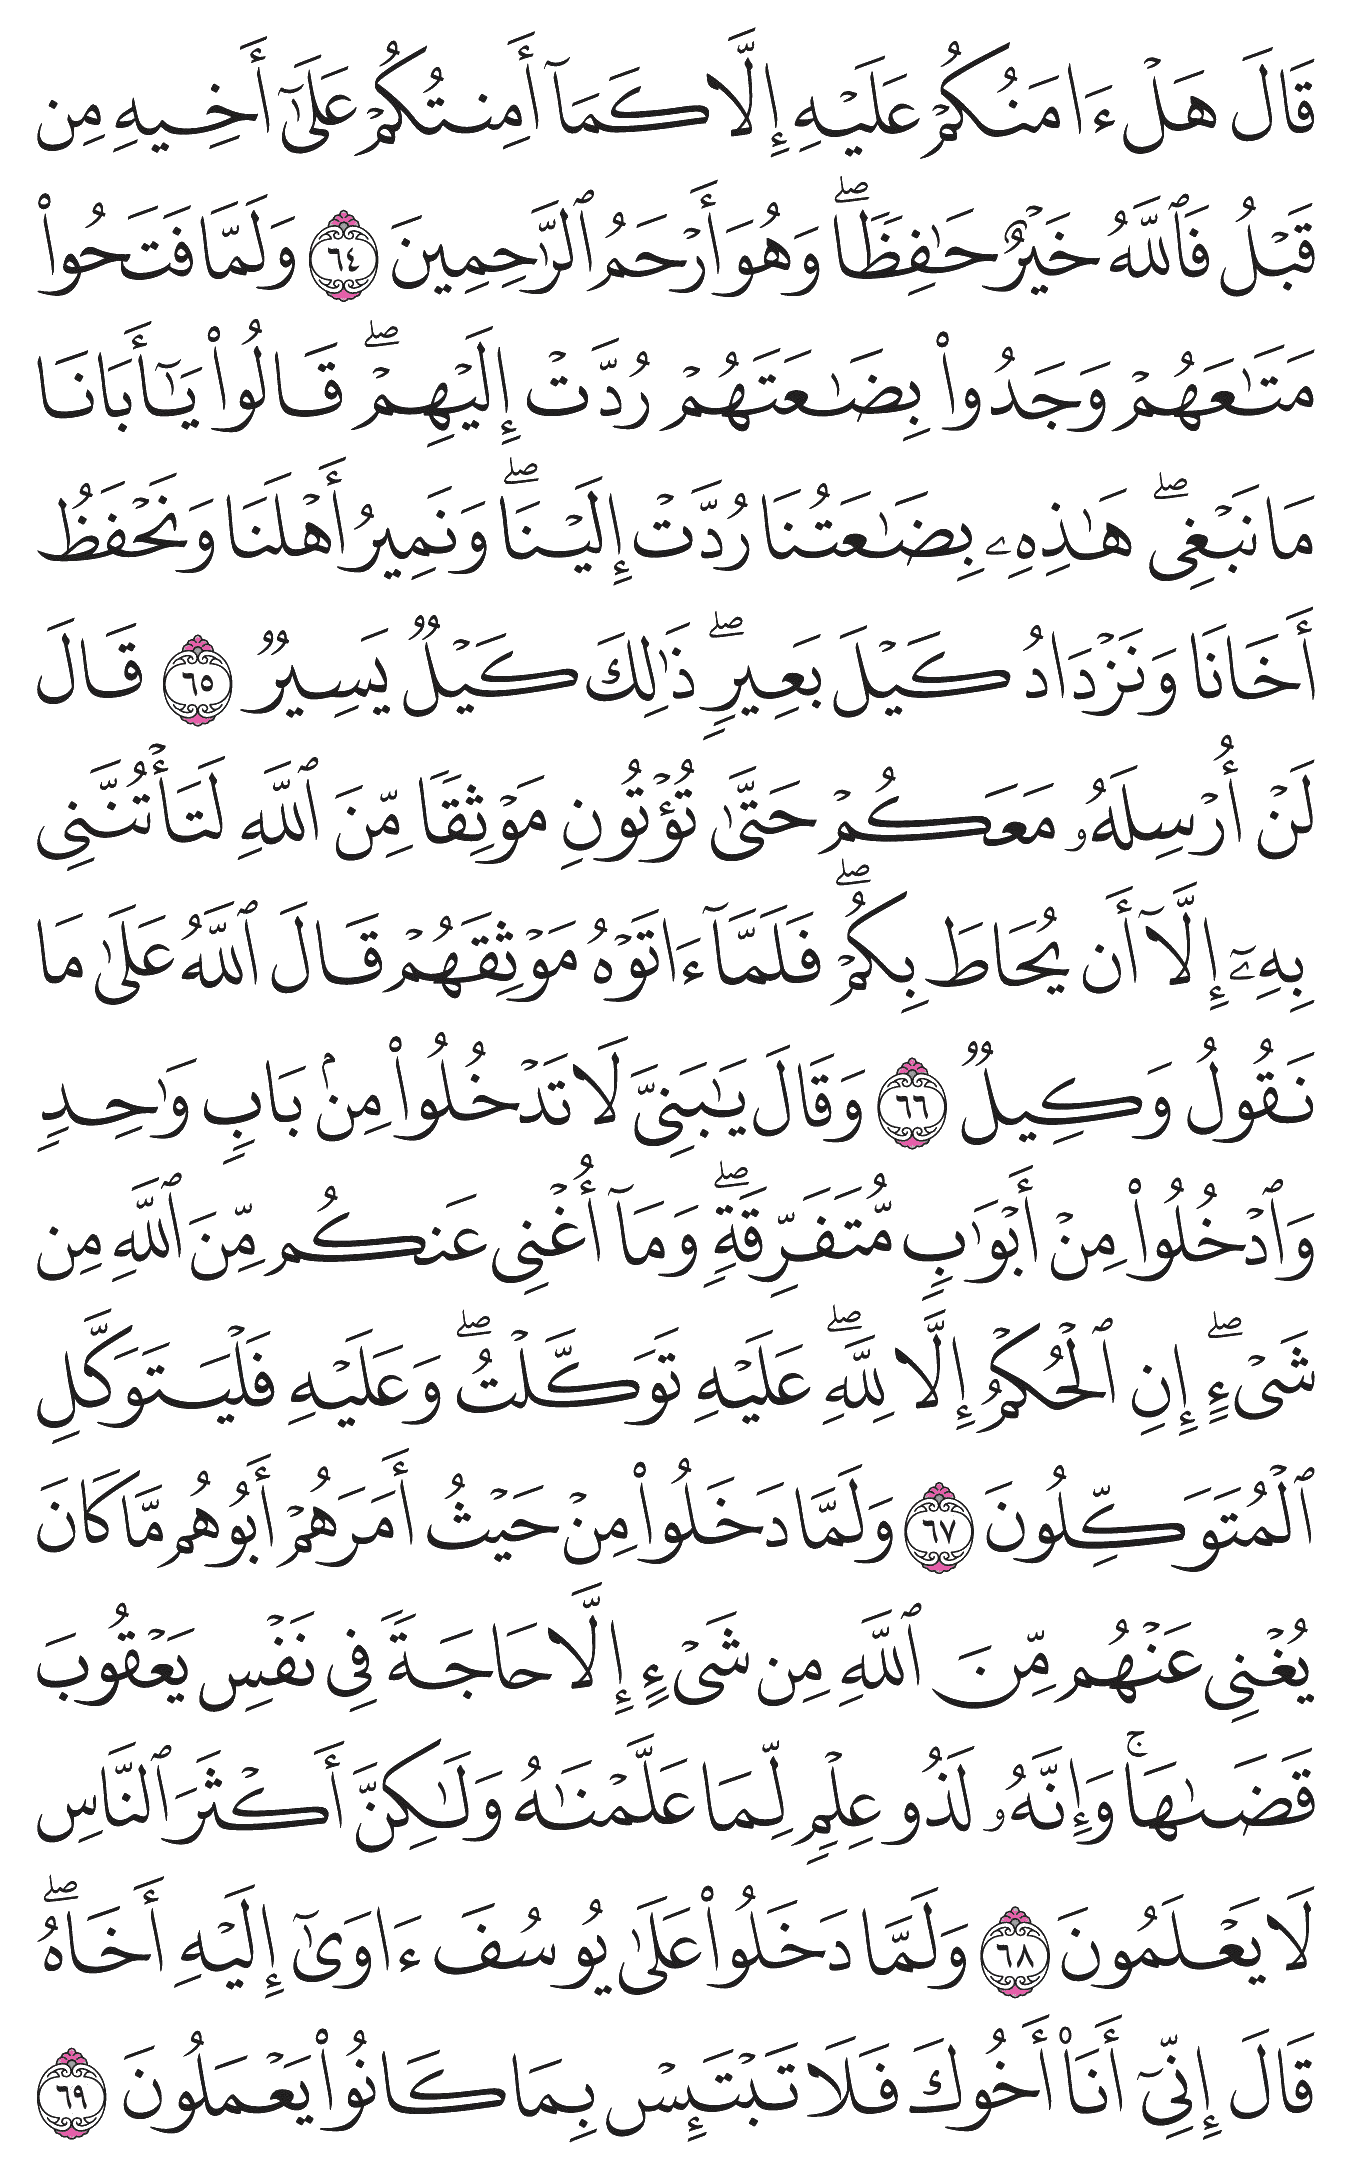 قَالَ هَلْ ءَامَنُكُمْ عَلَيْهِ إِلَّا كَمَآ أَمِنتُكُمْ عَلَىٰٓ أَخِيهِ مِن
قَبْلُ فَٱللَّهُ خَيْرٌ حَـٰفِظًا ۖ وَهُوَ أَرْحَمُ ٱلرَّٰحِمِينَ ٦٤ وَلَمَّا فَتَحُوا۟
مَتَـٰعَهُمْ وَجَدُوا۟ بِضَـٰعَتَهُمْ رُدَّتْ إِلَيْهِمْ ۖ قَالُوا۟ يَـٰٓأَبَانَا
مَا نَبْغِى ۖ هَـٰذِهِۦ بِضَـٰعَتُنَا رُدَّتْ إِلَيْنَا ۖ وَنَمِيرُ أَهْلَنَا وَنَحْفَظُ
أَخَانَا وَنَزْدَادُ كَيْلَ بَعِيرٍ ۖ ذَٰلِكَ كَيْلٌ يَسِيرٌ ٦٥ قَالَ
لَنْ أُرْسِلَهُۥ مَعَكُمْ حَتَّىٰ تُؤْتُونِ مَوْثِقًا مِّنَ ٱللَّهِ لَتَأْتُنَّنِى
بِهِۦٓ إِلَّآ أَن يُحَاطَ بِكُمْ ۖ فَلَمَّآ ءَاتَوْهُ مَوْثِقَهُمْ قَالَ ٱللَّهُ عَلَىٰ مَا
نَقُولُ وَكِيلٌ ٦٦ وَقَالَ يَـٰبَنِىَّ لَا تَدْخُلُوا۟ مِنۢ بَابٍ وَٰحِدٍ
وَٱدْخُلُوا۟ مِنْ أَبْوَٰبٍ مُّتَفَرِّقَةٍ ۖ وَمَآ أُغْنِى عَنكُم مِّنَ ٱللَّهِ مِن
شَىْءٍ ۖ إِنِ ٱلْحُكْمُ إِلَّا لِلَّهِ ۖ عَلَيْهِ تَوَكَّلْتُ ۖ وَعَلَيْهِ فَلْيَتَوَكَّلِ
ٱلْمُتَوَكِّلُونَ ٦٧ وَلَمَّا دَخَلُوا۟ مِنْ حَيْثُ أَمَرَهُمْ أَبُوهُم مَّا كَانَ
يُغْنِى عَنْهُم مِّنَ ٱللَّهِ مِن شَىْءٍ إِلَّا حَاجَةً فِى نَفْسِ يَعْقُوبَ
قَضَىٰهَا ۚ وَإِنَّهُۥ لَذُو عِلْمٍ لِّمَا عَلَّمْنَـٰهُ وَلَـٰكِنَّ أَكْثَرَ ٱلنَّاسِ
لَا يَعْلَمُونَ ٦٨ وَلَمَّا دَخَلُوا۟ عَلَىٰ يُوسُفَ ءَاوَىٰٓ إِلَيْهِ أَخَاهُ ۖ
قَالَ إِنِّىٓ أَنَا۠ أَخُوكَ فَلَا تَبْتَئِسْ بِمَا كَانُوا۟ يَعْمَلُونَ ٦٩